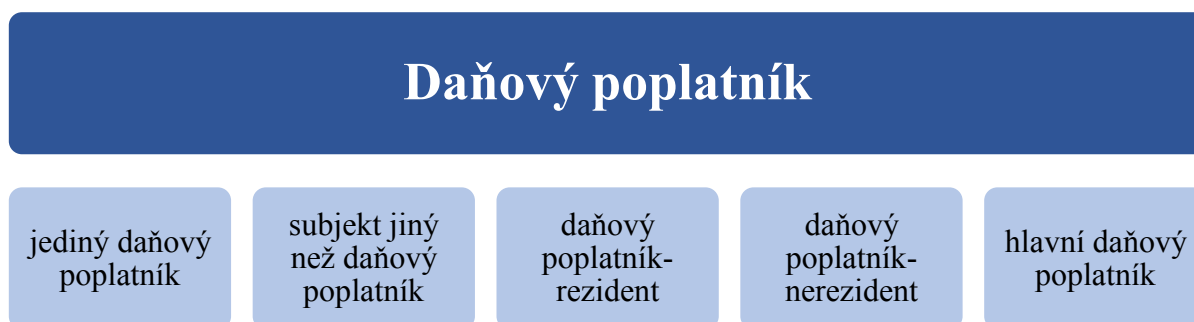 Daňový poplatník
jediný daňový
poplatník
subjekt jiný
než daňový
poplatník
daňový
poplatník-
rezident
daňový
poplatník-
nerezident
hlavní daňový
poplatník